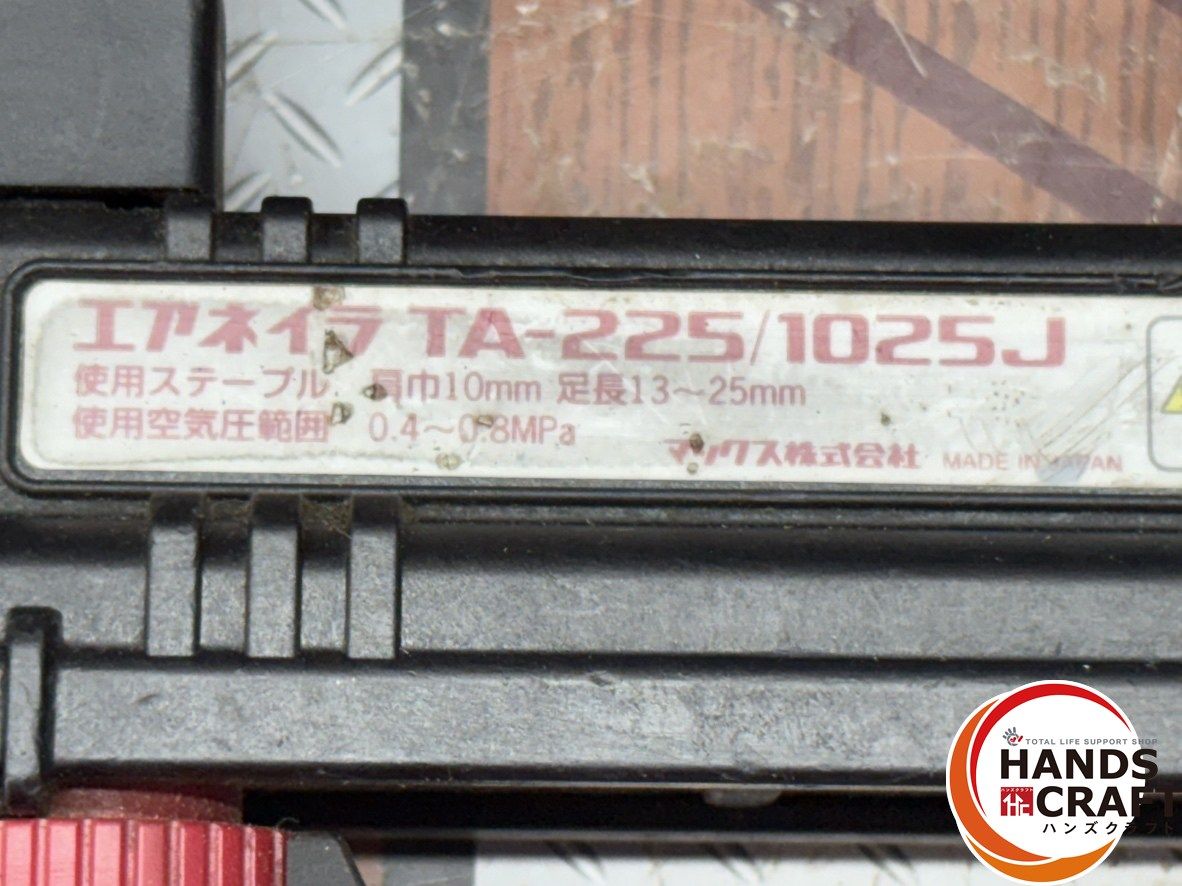 エアネイラ TA-225/1025J
使用ステープル 肩巾10mm 足長13～25mm
使用空気圧範囲 0.4～0.8MPa
マックス株式会社 MADE IN JAPAN
TOTAL LIFE SUPPORT SHOP
HANDS
CRAFT
ハンズクラフト